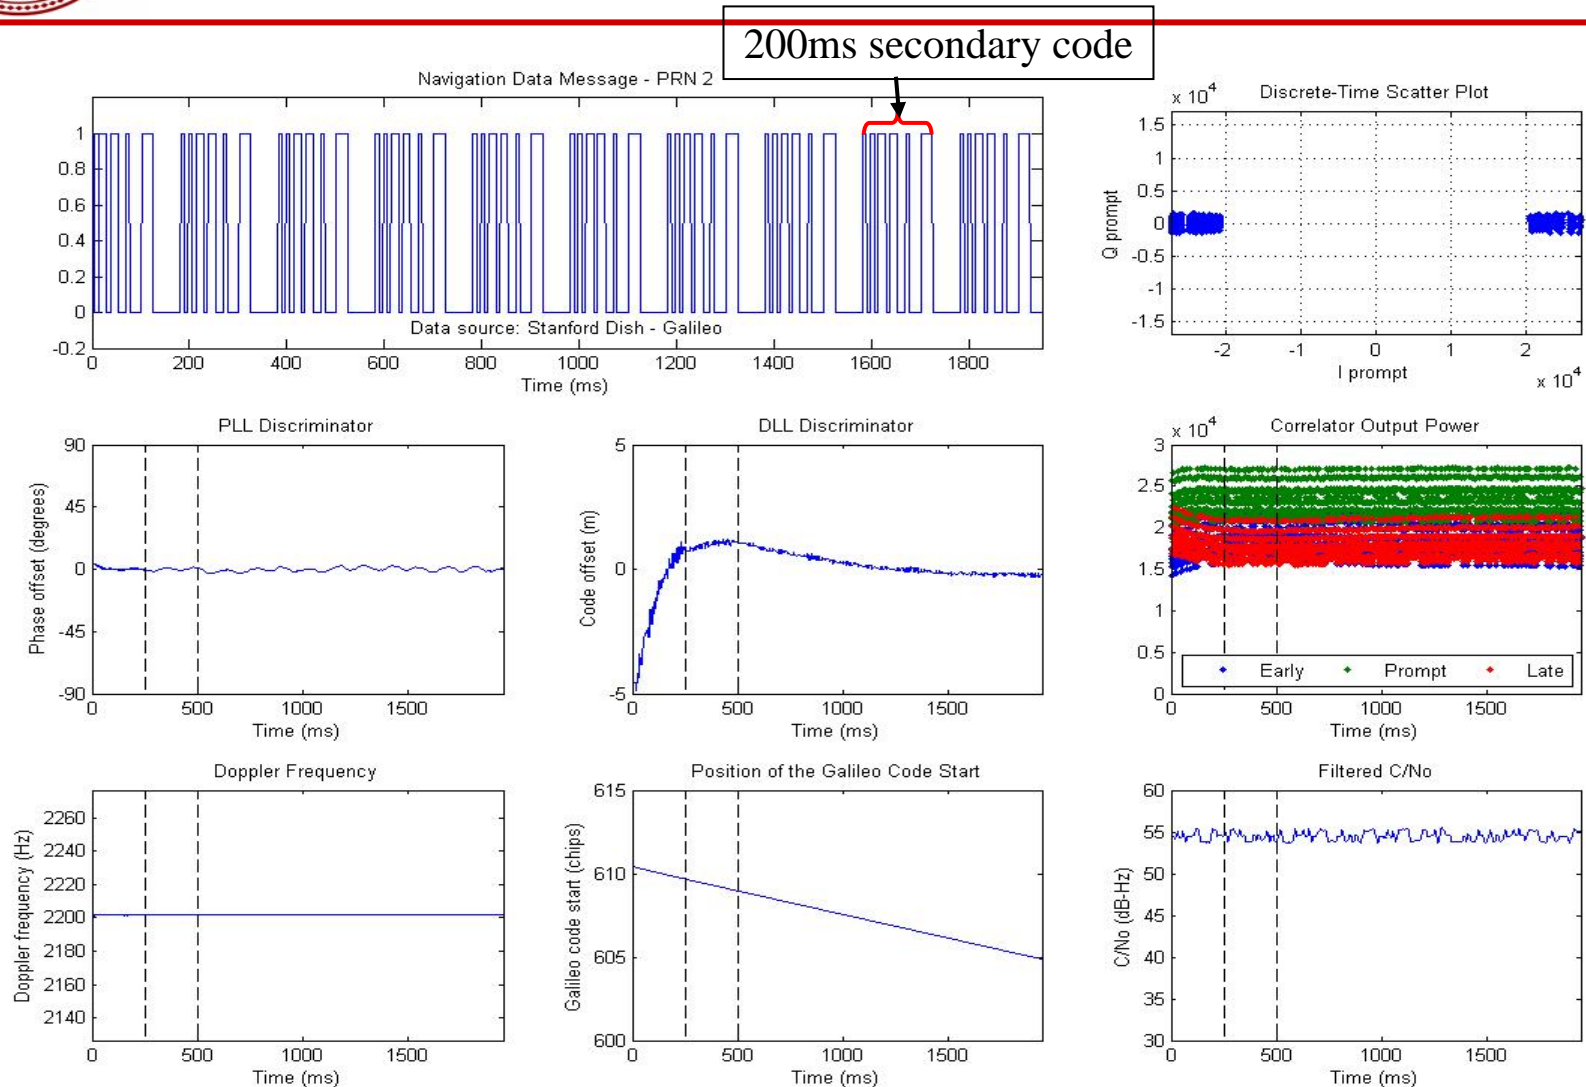 200ms secondary code
Navigation Data Message - PRN 2
1
0.8
0.6
0.4
0.2
0
-0.2
Data source: Stanford Dish - Galileo
0 200 400 600 800 1000 1200 1400 1600 1800
Time (ms)
Discrete-Time Scatter Plot
x 10^4
1.5
1
0.5
0
-0.5
-1
-1.5
Q prompt
-2 -1 0 1 2
I prompt
x 10^4
PLL Discriminator
90
45
0
-45
-90
Phase offset (degrees)
0 500 1000 1500
Time (ms)
DLL Discriminator
5
0
-5
Code offset (m)
0 500 1000 1500
Time (ms)
Correlator Output Power
x 10^4
3
2.5
2
1.5
1
0.5
0
Early Prompt Late
0 500 1000 1500
Time (ms)
Doppler Frequency
2260
2240
2220
2200
2180
2160
2140
Doppler frequency (Hz)
0 500 1000 1500
Time (ms)
Position of the Galileo Code Start
615
610
605
600
Galileo code start (chips)
0 500 1000 1500
Time (ms)
Filtered C/No
60
55
50
45
40
35
30
C/No (dB-Hz)
0 500 1000 1500
Time (ms)